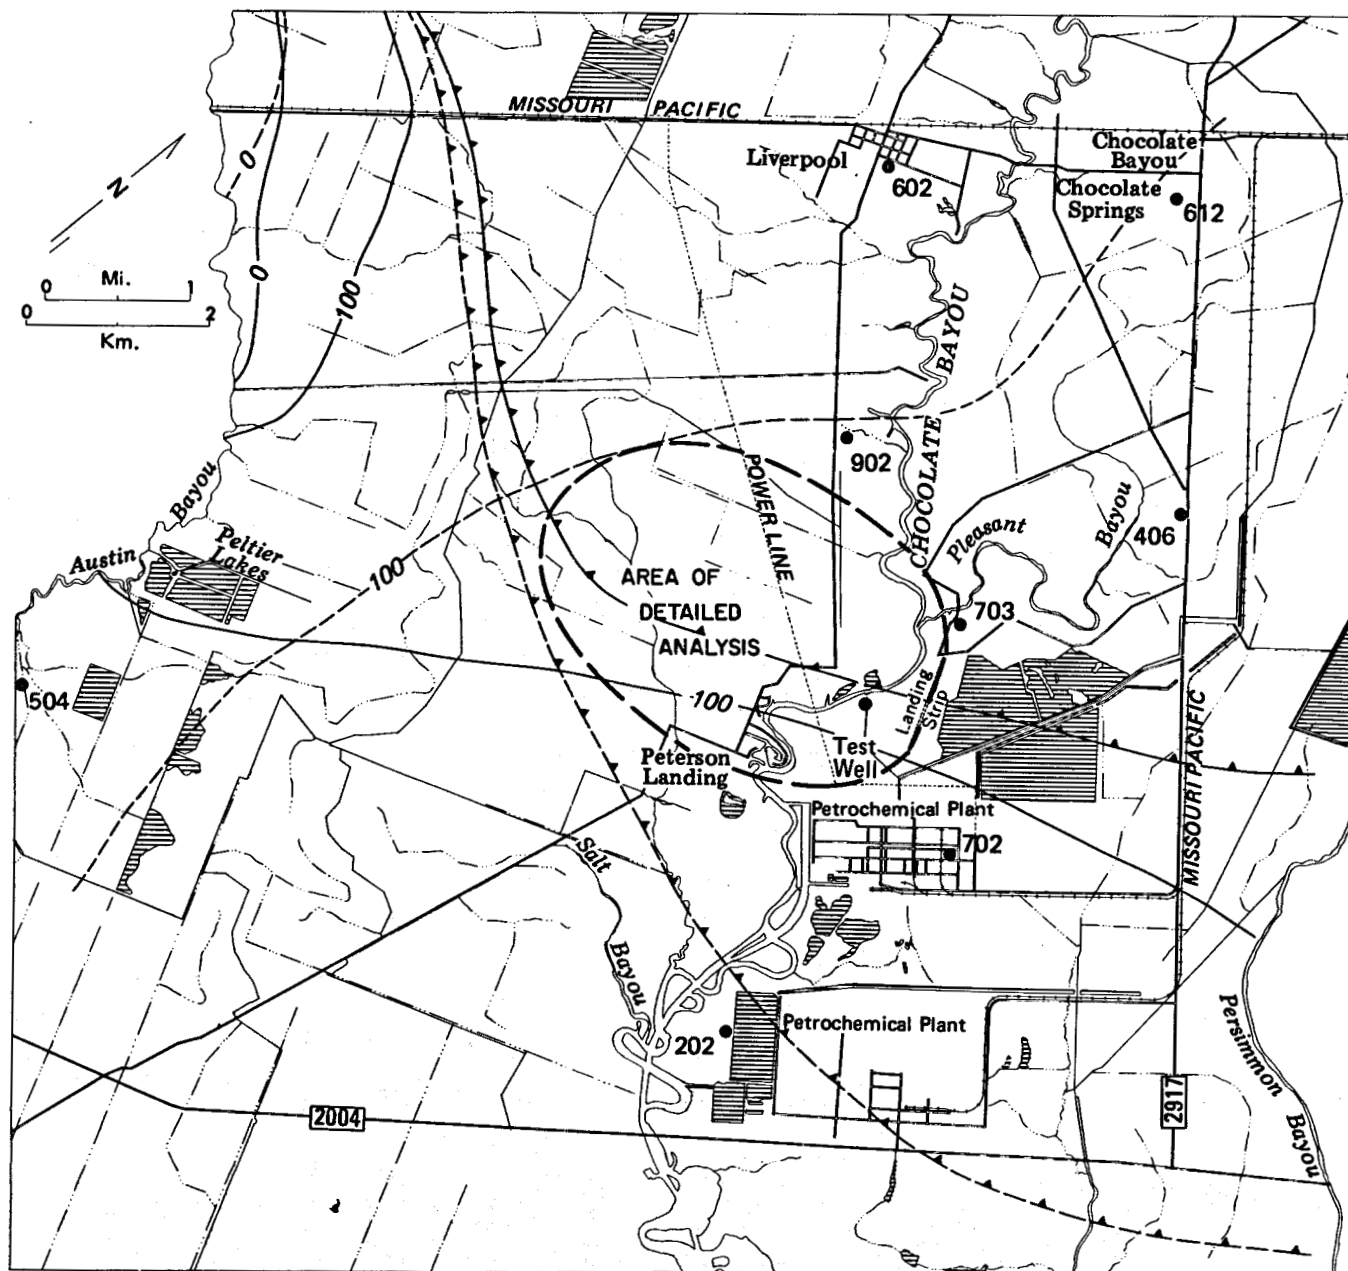 MISSOURI PACIFIC
Chocolate
Bayou
Liverpool
602
Chocolate
Springs
612
N
0
0
100
Mi.
0 1
0 2
Km.
BAYOU
CHOCOLATE
902
POWER LINE
Bayou
Austin
Peltier
Lakes
100
Pleasant
Bayou
406
AREA OF
DETAILED
ANALYSIS
703
504
100
Landing
Strip
Test
Well
Peterson
Landing
MISSOURI PACIFIC
Petrochemical Plant
702
Salt
Bayou
202
Petrochemical Plant
Persimmon
Bayou
2004
2917